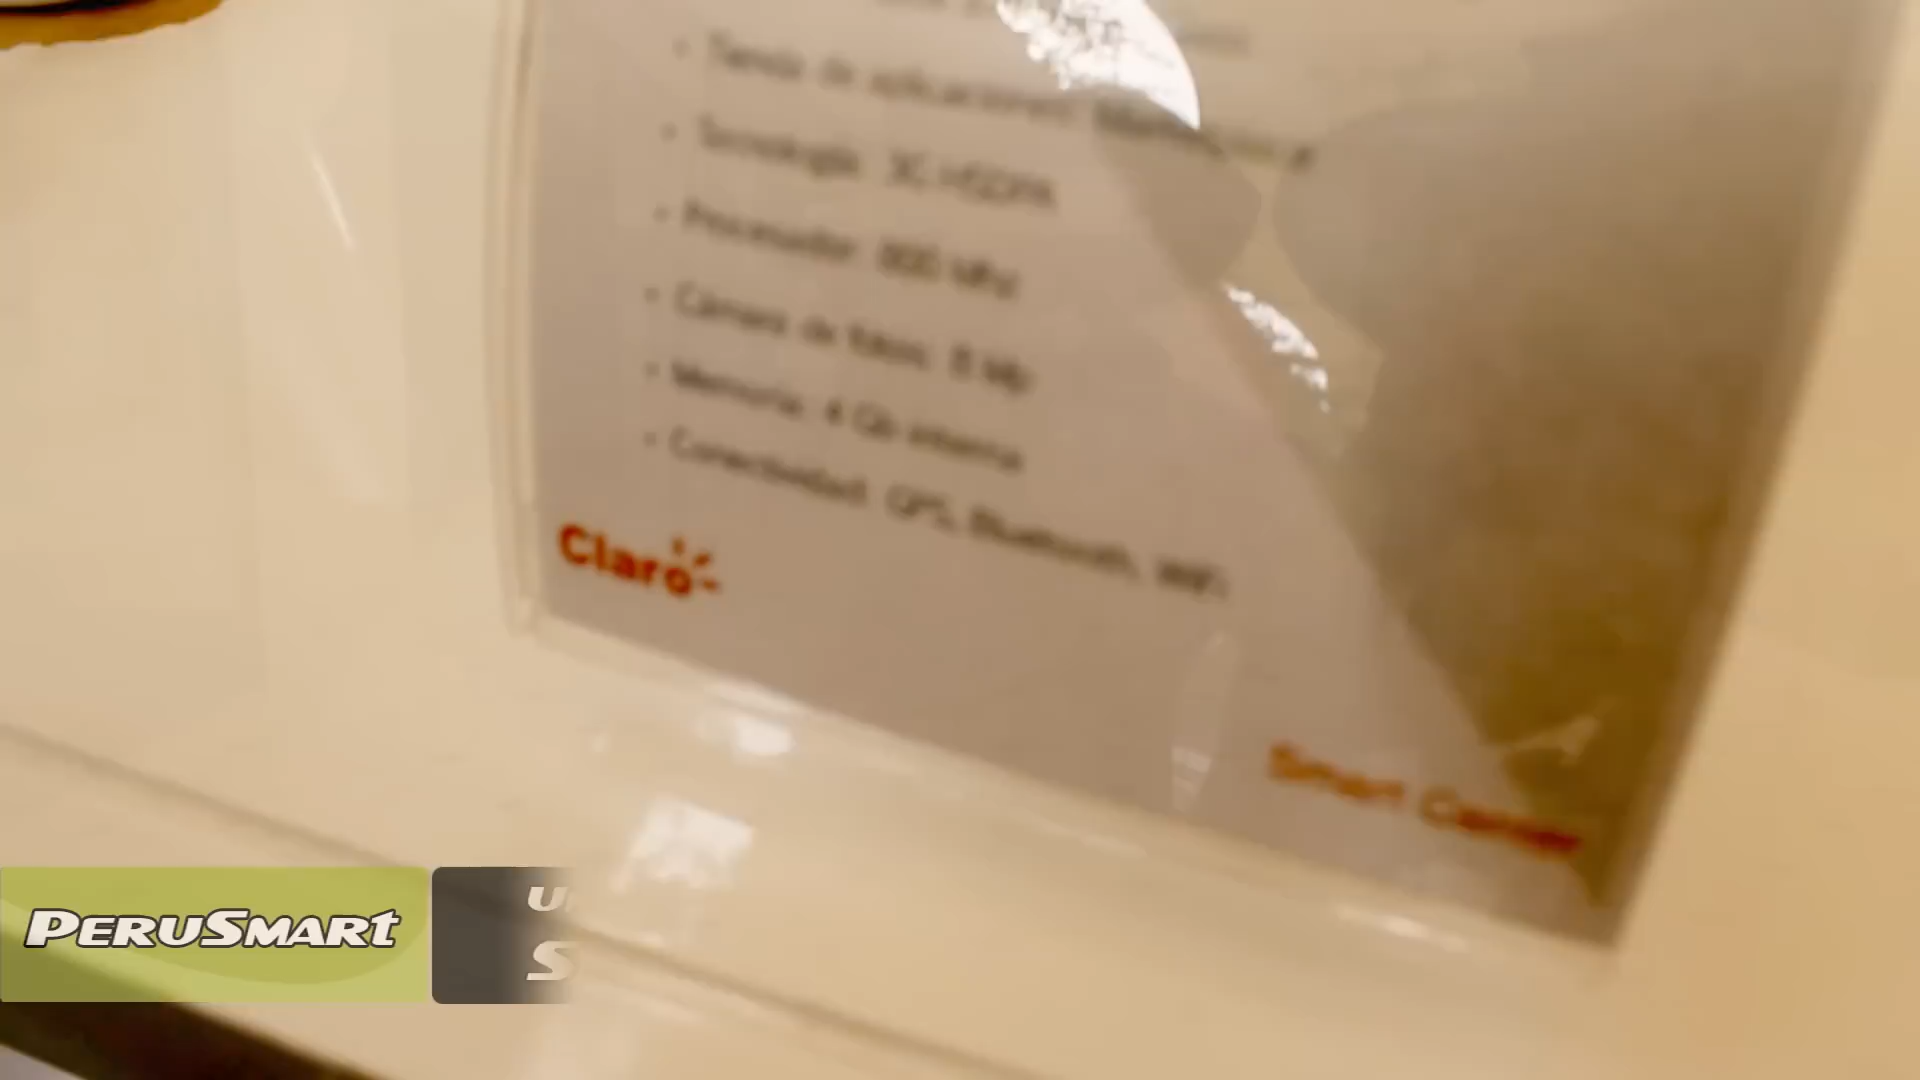 • Tienda de aplicaciones:
• Tecnología: 3G HSDPA
• Procesador: 800 Mhz
• Cámara de fotos: 8 Mp
• Memoria: 4 Gb interna
• Conectividad: GPS, Bluetooth, WiFi
Claro
Smart Corner
PERUSMART